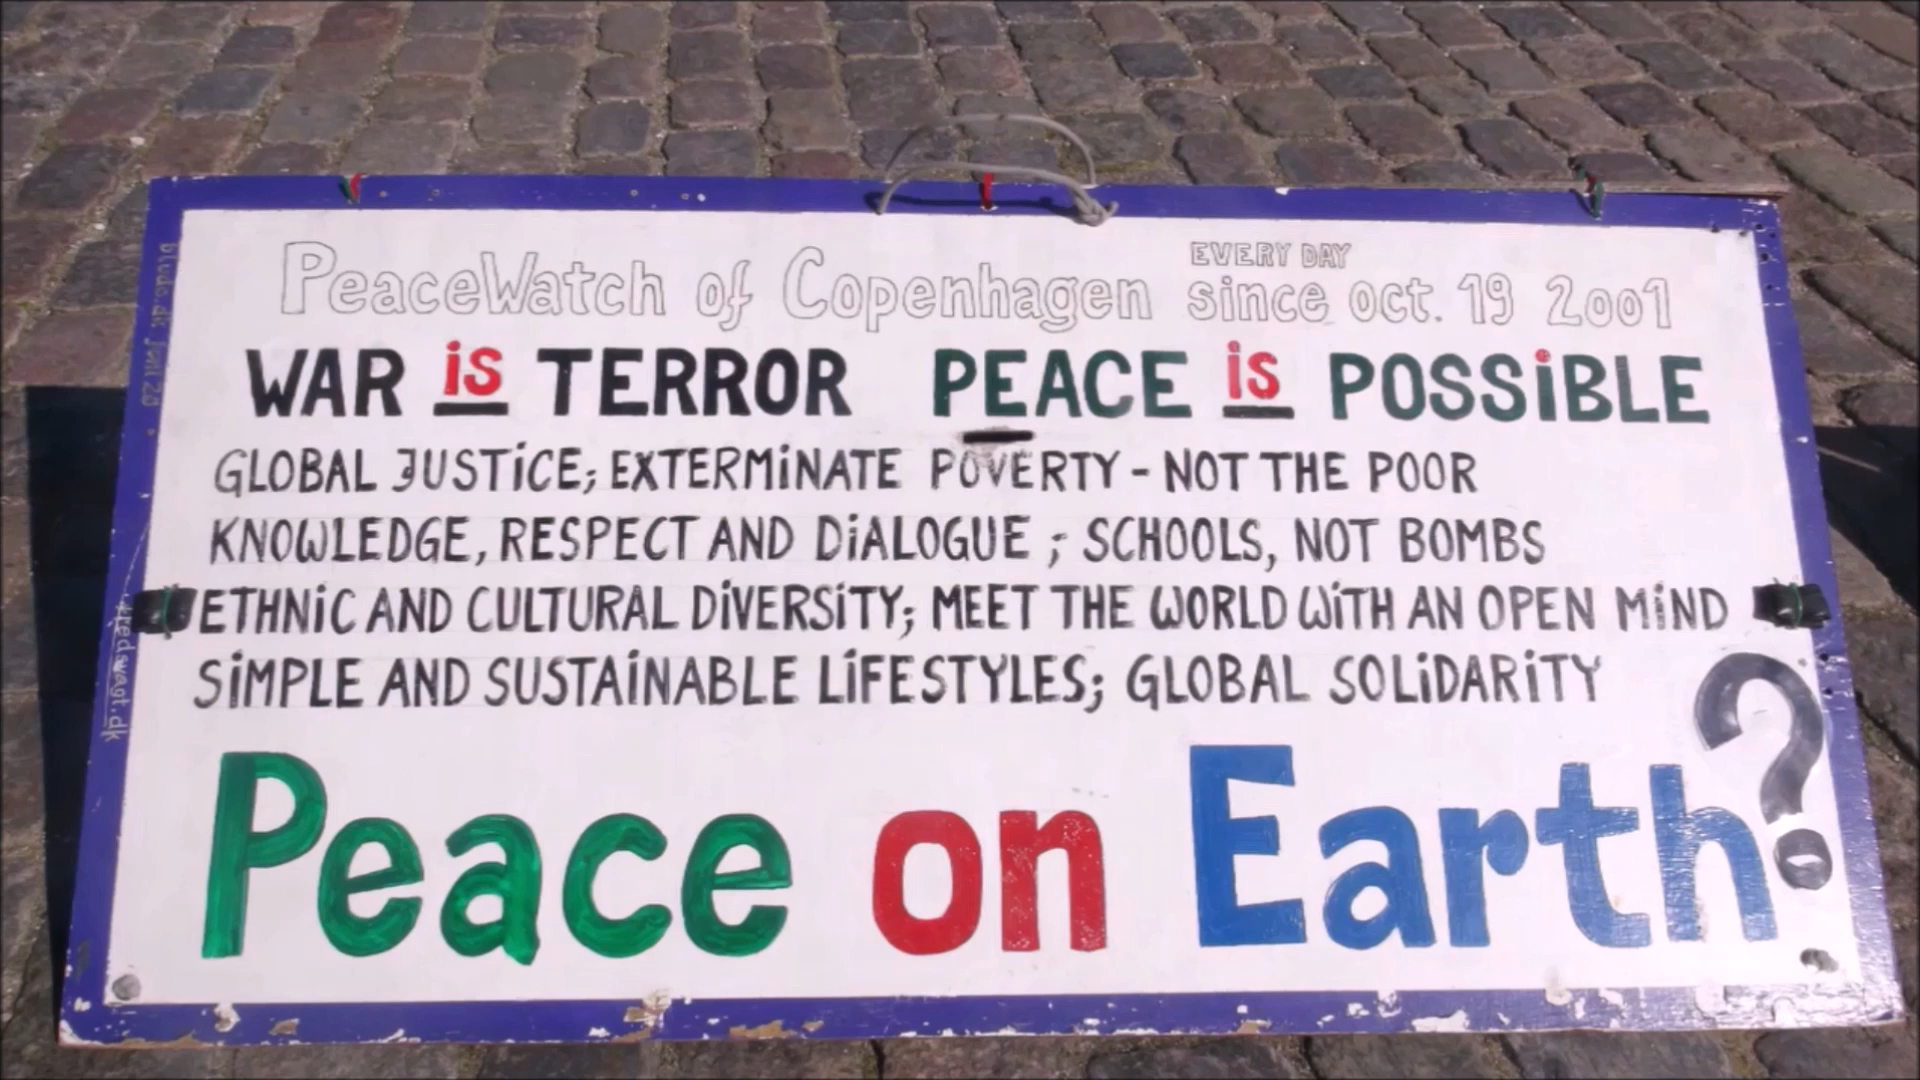 PeaceWatch of Copenhagen EVERY DAY since oct. 19 2001
WAR is TERROR PEACE is POSSiBLE
GLOBAL JUSTiCE; EXTERMiNATE POVERTY - NOT THE POOR
KNOWLEDGE, RESPECT AND DiALOGUE ; SCHOOLS, NOT BOMBS
ETHNiC AND CULTURAL DiVERSiTY; MEET THE WORLD WiTH AN OPEN MiND
SiMPLE AND SUSTAiNABLE LiFESTYLES; GLOBAL SOLiDARiTY
Peace on Earth?